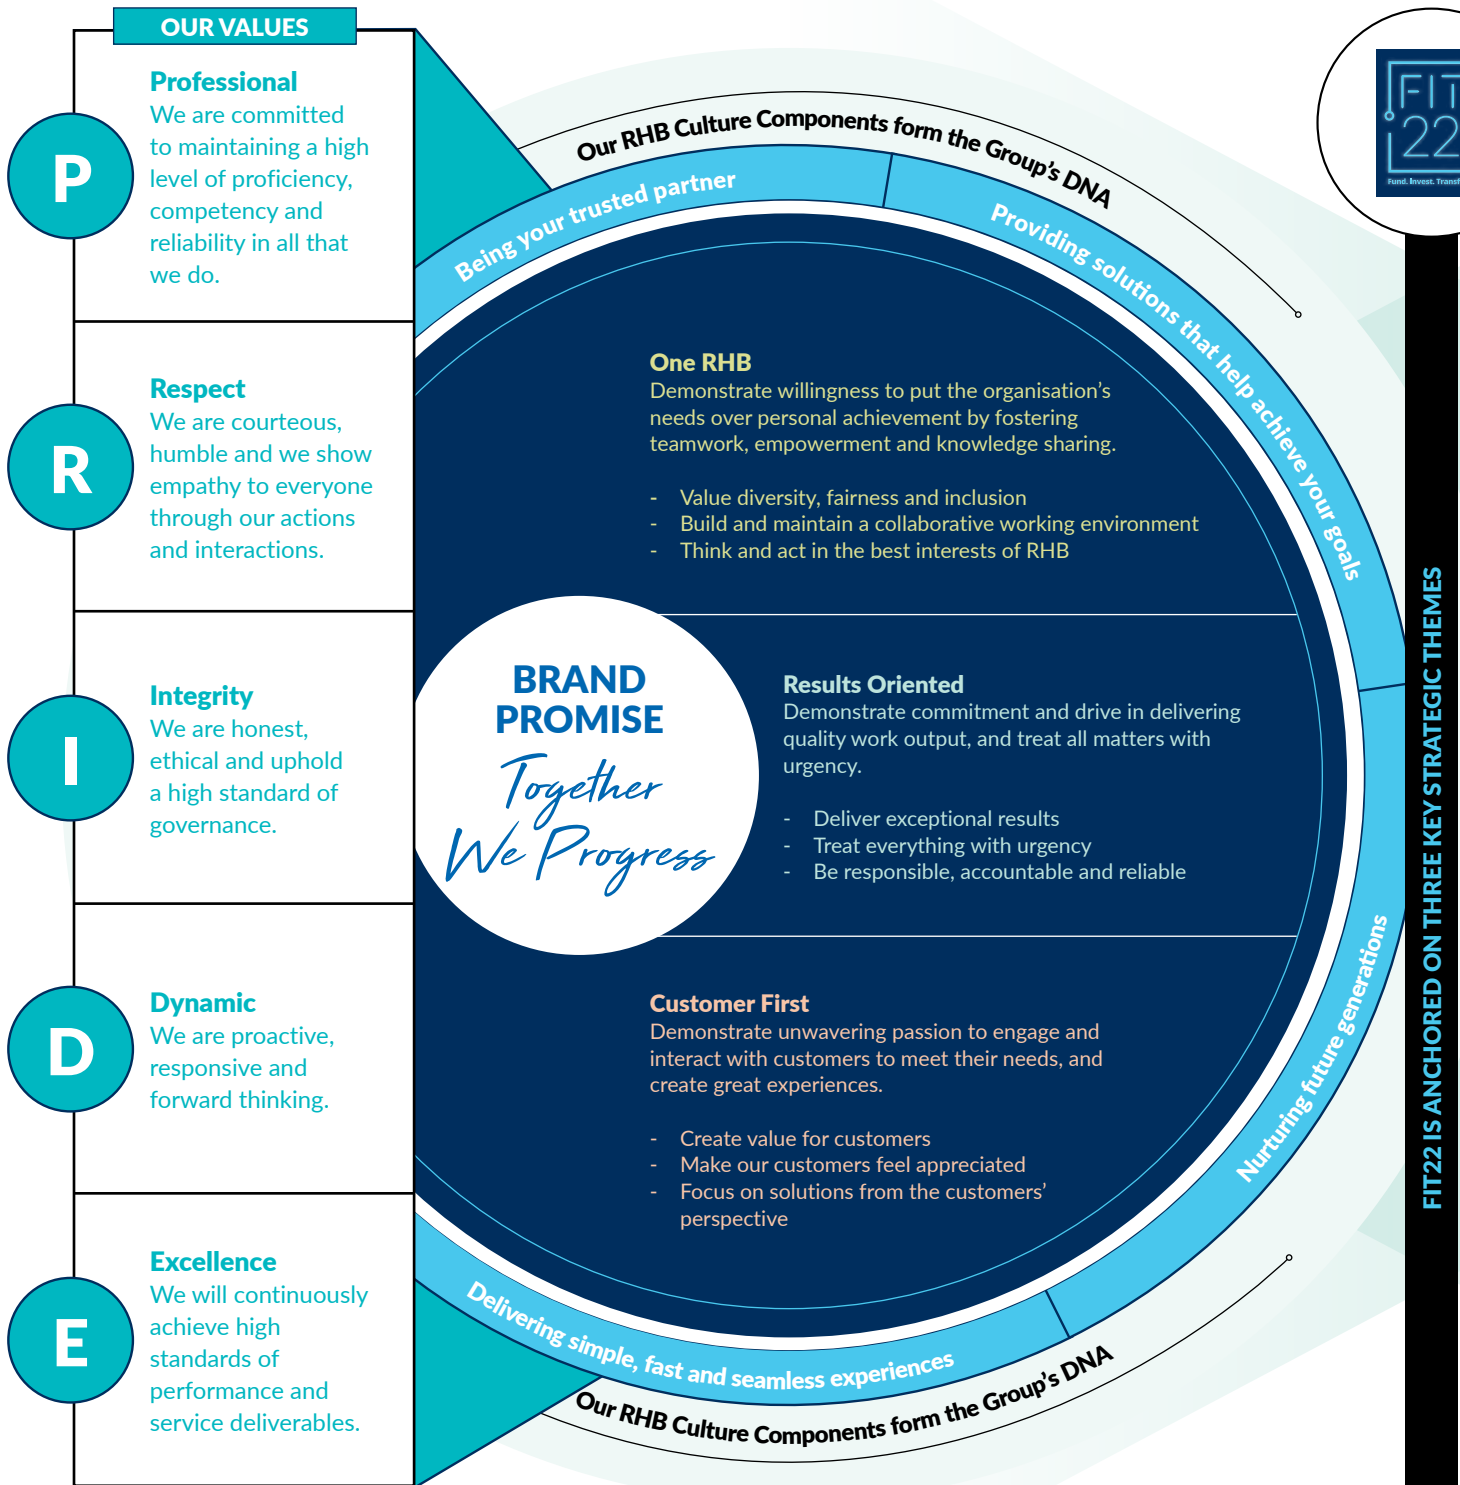 OUR VALUES
P
Professional
We are committed
to maintaining a high
level of proficiency,
competency and
reliability in all that
we do.
R
Respect
We are courteous,
humble and we show
empathy to everyone
through our actions
and interactions.
I
Integrity
We are honest,
ethical and uphold
a high standard of
governance.
D
Dynamic
We are proactive,
responsive and
forward thinking.
E
Excellence
We will continuously
achieve high
standards of
performance and
service deliverables.
Our RHB Culture Components form the Group's DNA
Being your trusted partner
Providing solutions that help achieve your goals
Nurturing future generations
Delivering simple, fast and seamless experiences
Our RHB Culture Components form the Group's DNA
BRAND
PROMISE
Together
We Progress
One RHB
Demonstrate willingness to put the organisation's
needs over personal achievement by fostering
teamwork, empowerment and knowledge sharing.
- Value diversity, fairness and inclusion
- Build and maintain a collaborative working environment
- Think and act in the best interests of RHB
Results Oriented
Demonstrate commitment and drive in delivering
quality work output, and treat all matters with
urgency.
- Deliver exceptional results
- Treat everything with urgency
- Be responsible, accountable and reliable
Customer First
Demonstrate unwavering passion to engage and
interact with customers to meet their needs, and
create great experiences.
- Create value for customers
- Make our customers feel appreciated
- Focus on solutions from the customers'
perspective
FIT
22
Fund. Invest.
FIT22 IS ANCHORED ON THREE KEY STRATEGIC THEMES